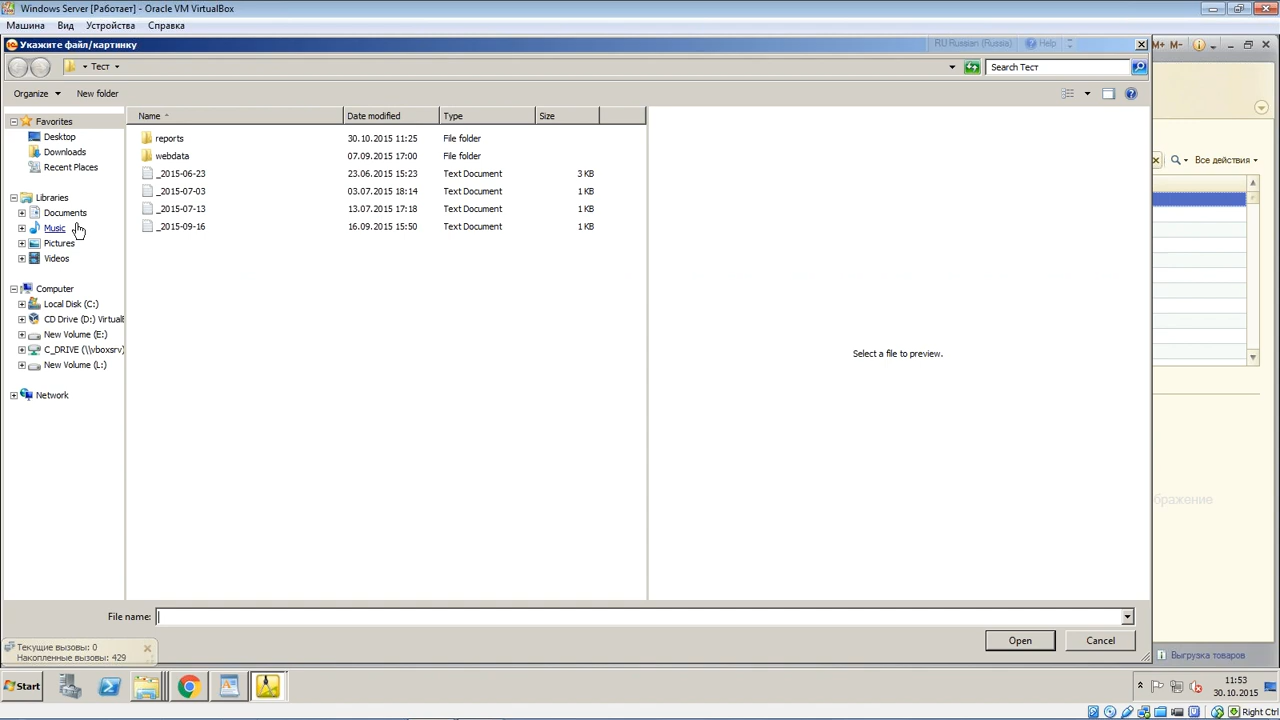 Windows Server [Работает] - Oracle VM VirtualBox
Машина Вид Устройства Справка
Укажите файл/картинку RU Russian (Russia) Help M+ M-
Тест Search Тест
Organize New folder
Favorites
Desktop
Downloads
Recent Places
Libraries
Documents
Music
Pictures
Videos
Computer
Local Disk (C:)
CD Drive (D:) Virtuall
New Volume (E:)
C_DRIVE (\\vboxsrv)
New Volume (L:)
Network
Name Date modified Type Size
reports 30.10.2015 11:25 File folder
webdata 07.09.2015 17:00 File folder
_2015-06-23 23.06.2015 15:23 Text Document 3 KB
_2015-07-03 03.07.2015 18:14 Text Document 1 KB
_2015-07-13 13.07.2015 17:18 Text Document 1 KB
_2015-09-16 16.09.2015 15:50 Text Document 1 KB
Select a file to preview.
Все действия
бражение
File name:
Open Cancel
Текущие вызовы: 0
Накопленные вызовы: 429
Выгрузка товаров
Start
11:53
30.10.2015
Right Ctrl